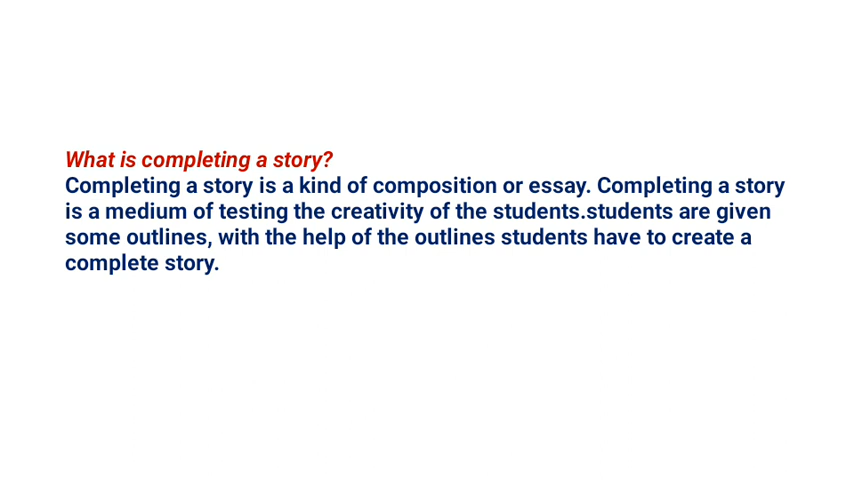 What is completing a story?
Completing a story is a kind of composition or essay. Completing a story
is a medium of testing the creativity of the students.students are given
some outlines, with the help of the outlines students have to create a
complete story.